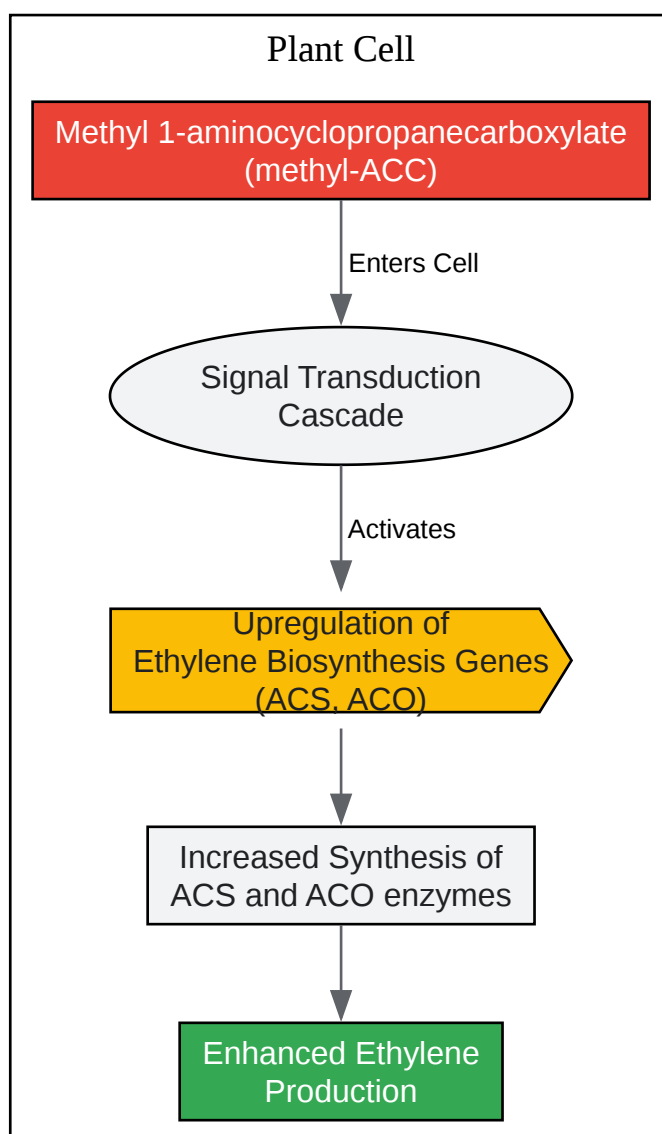 Plant Cell
Methyl 1-aminocyclopropanecarboxylate
(methyl-ACC)
Enters Cell
Signal Transduction
Cascade
Activates
Upregulation of
Ethylene Biosynthesis Genes
(ACS, ACO)
Increased Synthesis of
ACS and ACO enzymes
Enhanced Ethylene
Production